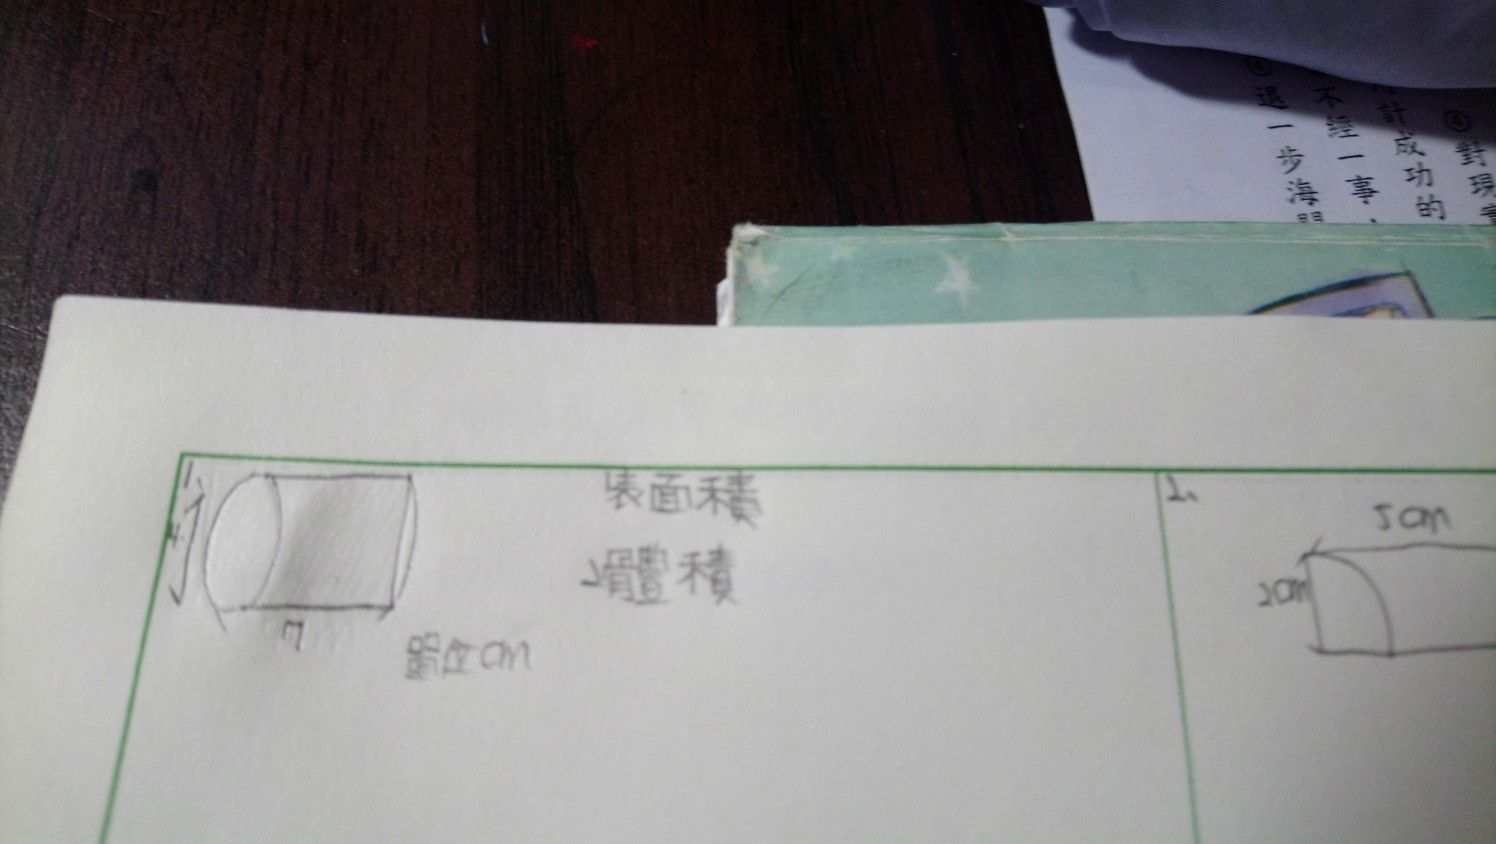 1.
4
7
單位cm
表面積
體積
2.
5cm
2cm
④對現
計成功的
不經一事，
退一步海闊